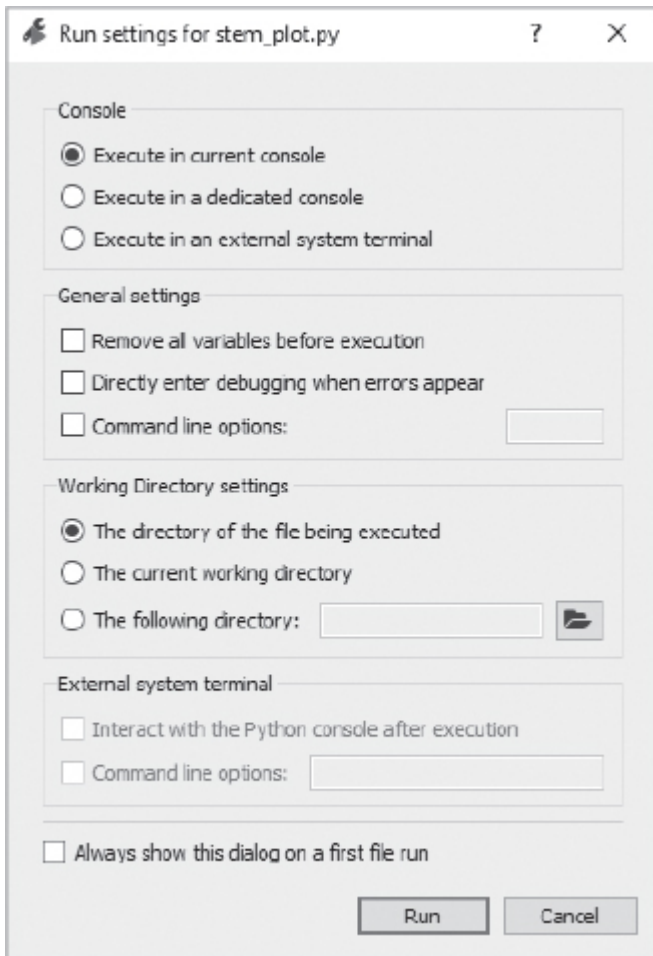 Run settings for stem_plot.py ? X
Console
Execute in current console
Execute in a dedicated console
Execute in an external system terminal
General settings
Remove all variables before execution
Directly enter debugging when errors appear
Command line options:
Working Directory settings
The directory of the file being executed
The current working directory
The following directory:
External system terminal
Interact with the Python console after execution
Command line options:
Always show this dialog on a first file run
Run Cancel